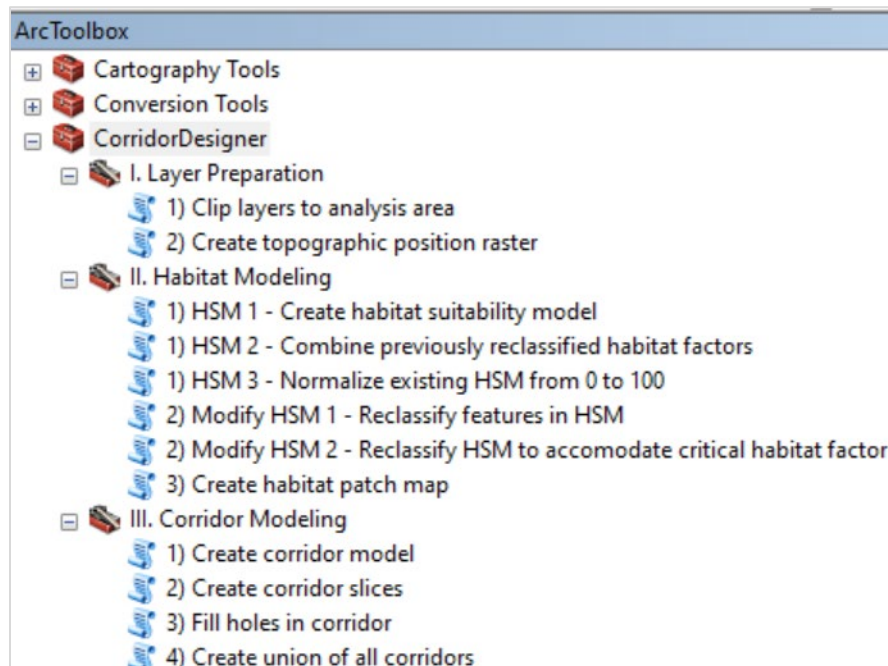 ArcToolbox
Cartography Tools
Conversion Tools
CorridorDesigner
I. Layer Preparation
1) Clip layers to analysis area
2) Create topographic position raster
II. Habitat Modeling
1) HSM 1 - Create habitat suitability model
1) HSM 2 - Combine previously reclassified habitat factors
1) HSM 3 - Normalize existing HSM from 0 to 100
2) Modify HSM 1 - Reclassify features in HSM
2) Modify HSM 2 - Reclassify HSM to accomodate critical habitat factor
3) Create habitat patch map
III. Corridor Modeling
1) Create corridor model
2) Create corridor slices
3) Fill holes in corridor
4) Create union of all corridors